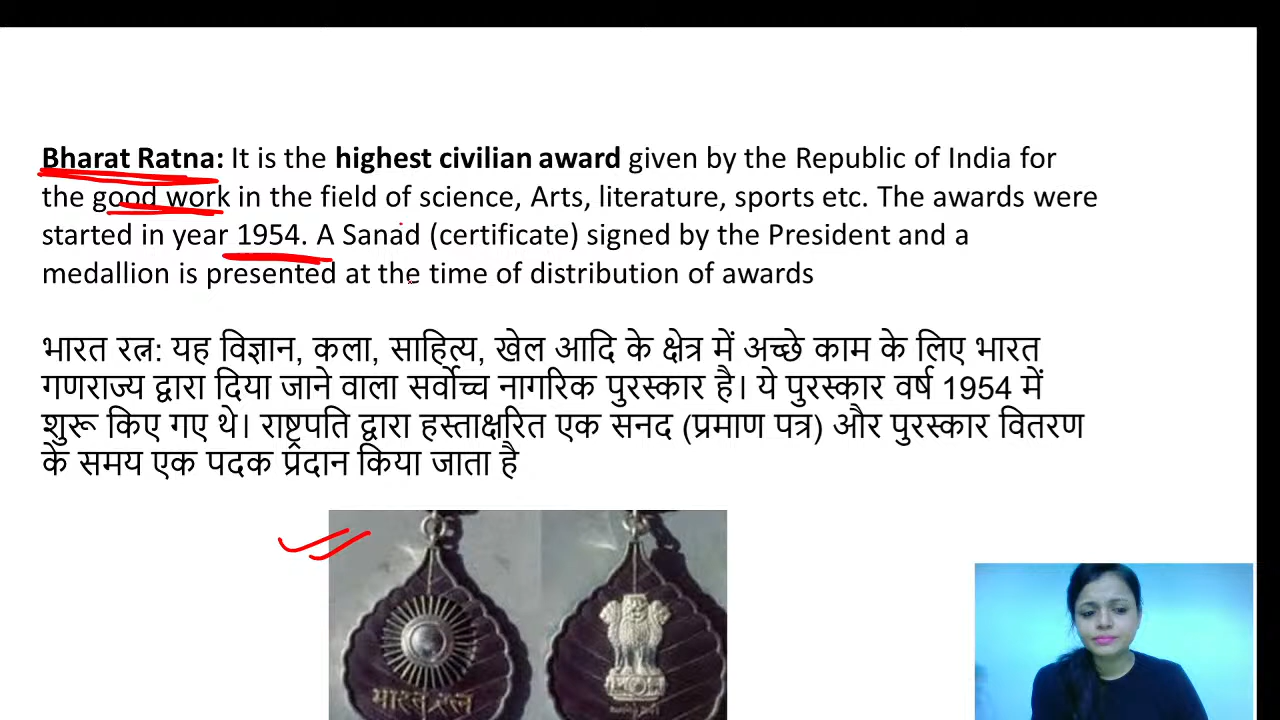 Bharat Ratna: It is the highest civilian award given by the Republic of India for
the good work in the field of science, Arts, literature, sports etc. The awards were
started in year 1954. A Sanad (certificate) signed by the President and a
medallion is presented at the time of distribution of awards
भारत रत्न: यह विज्ञान, कला, साहित्य, खेल आदि के क्षेत्र में अच्छे काम के लिए भारत
गणराज्य द्वारा दिया जाने वाला सर्वोच्च नागरिक पुरस्कार है। ये पुरस्कार वर्ष 1954 में
शुरू किए गए थे। राष्ट्रपति द्वारा हस्ताक्षरित एक सनद (प्रमाण पत्र) और पुरस्कार वितरण
के समय एक पदक प्रदान किया जाता है
भारत रत्न